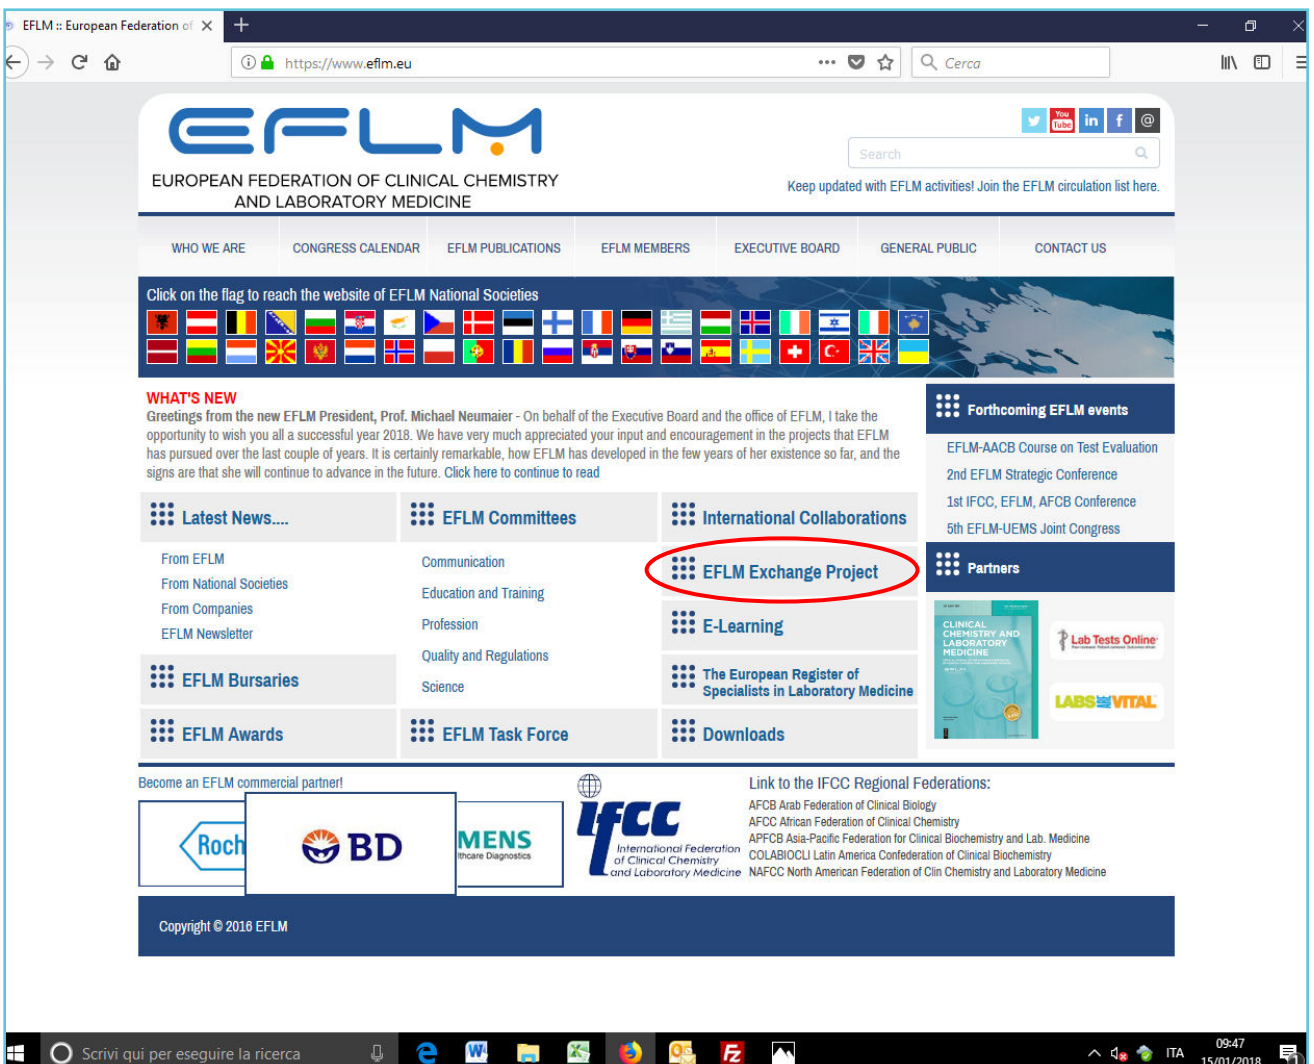 EFLM :: European Federation of
https://www.eflm.eu
Cerca
EFLM
EUROPEAN FEDERATION OF CLINICAL CHEMISTRY
AND LABORATORY MEDICINE
You
Tube
in
f
@
Search
Keep updated with EFLM activities! Join the EFLM circulation list here.
WHO WE ARE
CONGRESS CALENDAR
EFLM PUBLICATIONS
EFLM MEMBERS
EXECUTIVE BOARD
GENERAL PUBLIC
CONTACT US
Click on the flag to reach the website of EFLM National Societies
WHAT'S NEW
Greetings from the new EFLM President, Prof. Michael Neumaier - On behalf of the Executive Board and the office of EFLM, I take the
opportunity to wish you all a successful year 2018. We have very much appreciated your input and encouragement in the projects that EFLM
has pursued over the last couple of years. It is certainly remarkable, how EFLM has developed in the few years of her existence so far, and the
signs are that she will continue to advance in the future. Click here to continue to read
Forthcoming EFLM events
EFLM-AACB Course on Test Evaluation
2nd EFLM Strategic Conference
1st IFCC, EFLM, AFCB Conference
5th EFLM-UEMS Joint Congress
Latest News....
From EFLM
From National Societies
From Companies
EFLM Newsletter
EFLM Bursaries
EFLM Awards
EFLM Committees
Communication
Education and Training
Profession
Quality and Regulations
Science
EFLM Task Force
International Collaborations
EFLM Exchange Project
E-Learning
The European Register of
Specialists in Laboratory Medicine
Downloads
Partners
CLINICAL
CHEMISTRY AND
LABORATORY
MEDICINE
Lab Tests Online
LABS VITAL
Become an EFLM commercial partner!
Roch
BD
MENS
lthcare Diagnostics
ifcc
International Federation
of Clinical Chemistry
and Laboratory Medicine
Link to the IFCC Regional Federations:
AFCB Arab Federation of Clinical Biology
AFCC African Federation of Clinical Chemistry
APFCB Asia-Pacific Federation for Clinical Biochemistry and Lab. Medicine
COLABIOCLI Latin America Confederation of Clinical Biochemistry
NAFCC North American Federation of Clin Chemistry and Laboratory Medicine
Copyright © 2016 EFLM
Scrivi qui per eseguire la ricerca
ITA
09:47
15/01/2018